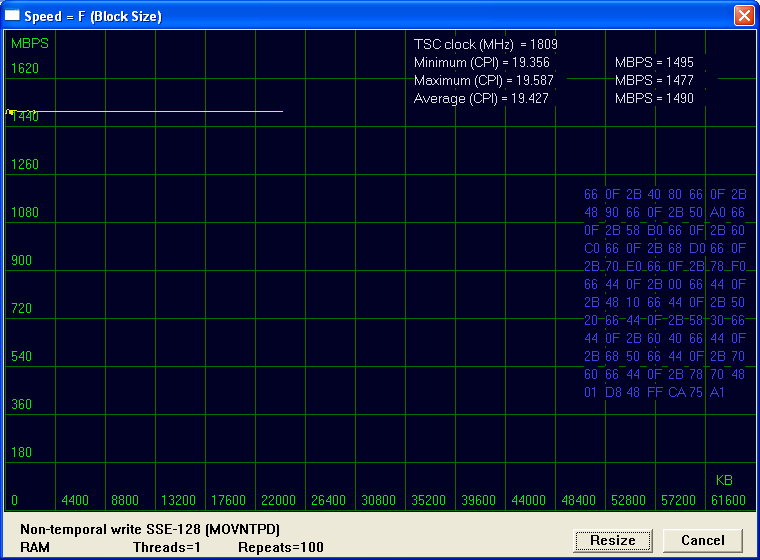 Speed = F (Block Size)
MBPS
TSC clock (MHz) = 1809
Minimum (CPI) = 19.356 MBPS = 1495
Maximum (CPI) = 19.587 MBPS = 1477
Average (CPI) = 19.427 MBPS = 1490
1620
1440
1260
1080
900
720
540
360
180
66 0F 2B 40 80 66 0F 2B
48 90 66 0F 2B 50 A0 66
0F 2B 58 B0 66 0F 2B 60
C0 66 0F 2B 68 D0 66 0F
2B 70 E0 66 0F 2B 78 F0
66 44 0F 2B 00 66 44 0F
2B 48 10 66 44 0F 2B 50
20 66 44 0F 2B 58 30 66
44 0F 2B 60 40 66 44 0F
2B 68 50 66 44 0F 2B 70
60 66 44 0F 2B 78 70 48
01 D8 48 FF CA 75 A1
KB
0 4400 8800 13200 17600 22000 26400 30800 35200 39600 44000 48400 52800 57200 61600
Non-temporal write SSE-128 (MOVNTPD)
RAM Threads=1 Repeats=100
Resize Cancel